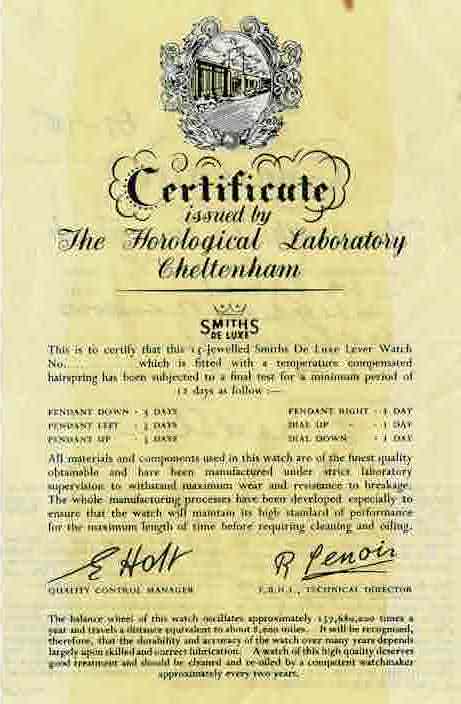 Certificate
issued by
The Horological Laboratory
Cheltenham
SMITHS
DE LUXE
This is to certify that this 15-Jewelled Smiths De Luxe Lever Watch
No.................. which is fitted with a temperature compensated
hairspring has been subjected to a final test for a minimum period of
12 days as follow :—
PENDANT DOWN - 3 DAYS
PENDANT LEFT - 3 DAYS
PENDANT UP - 3 DAYS
PENDANT RIGHT - 1 DAY
DIAL UP - - 1 DAY
DIAL DOWN - 1 DAY
All materials and components used in this watch are of the finest quality
obtainable and have been manufactured under strict laboratory
supervision to withstand maximum wear and resistance to breakage.
The whole manufacturing processes have been developed especially to
ensure that the watch will maintain its high standard of performance
for the maximum length of time before requiring cleaning and oiling.
E Holt
R Lenoir
QUALITY CONTROL MANAGER
F.B.H.I., TECHNICAL DIRECTOR
The balance wheel of this watch oscillates approximately 157,680,000 times a
year and travels a distance equivalent to about miles. It will be recognised,
therefore, that the durability and accuracy of the watch over many years depends
largely upon skilled and correct lubrication. A watch of this high quality deserves
good treatment and should be cleaned and re-oiled by a competent watchmaker
approximately every two years.